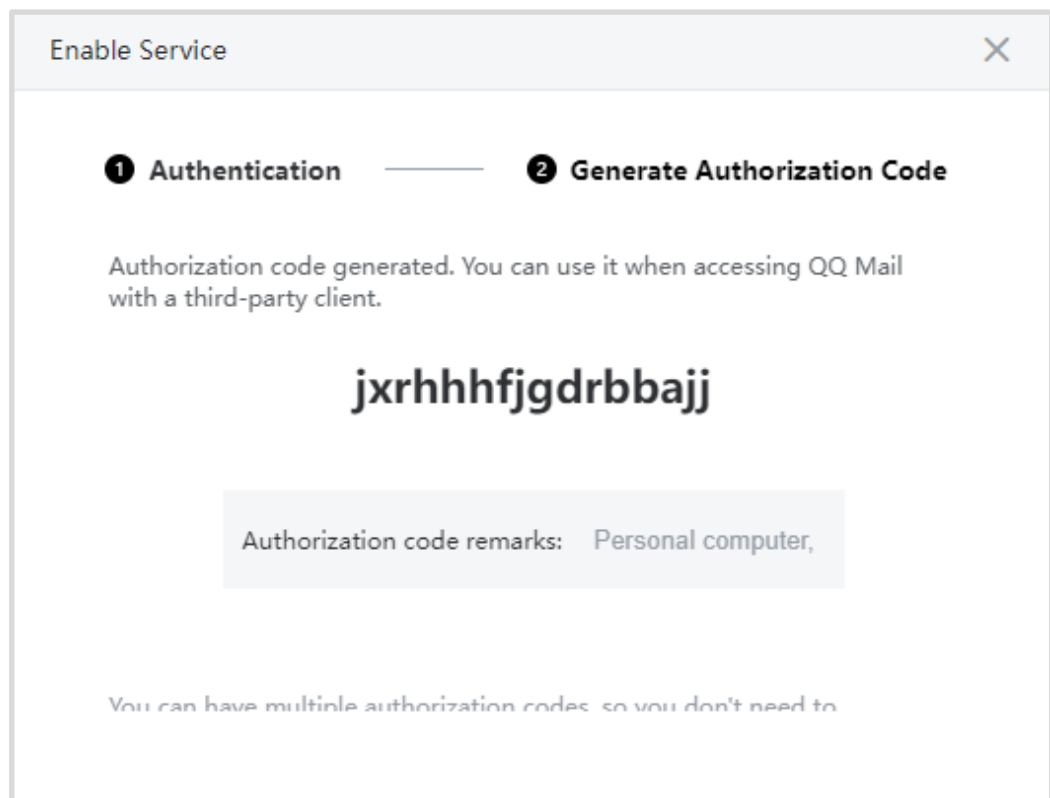 Enable Service
1 Authentication
2 Generate Authorization Code
Authorization code generated. You can use it when accessing QQ Mail
with a third-party client.
jxrhhhfjgdrbbajj
Authorization code remarks: Personal computer,
You can have multiple authorization codes, so you don't need to